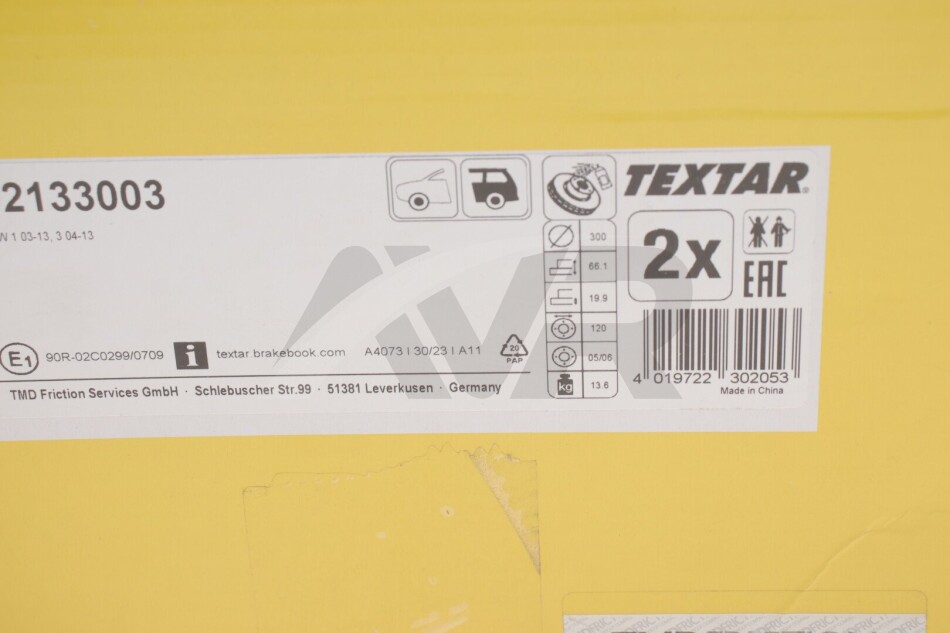 2133003
TEXTAR®
W 1 03-13, 3 04-13
300
2x
66.1
EAC
19.9
120
E1 90R-02C0299/0709
i textar.brakebook.com
A4073 | 30/23 | A11
20
PAP
05/06
kg 13.6
4 019722 302053
Made in China
TMD Friction Services GmbH · Schlebuscher Str.99 · 51381 Leverkusen · Germany